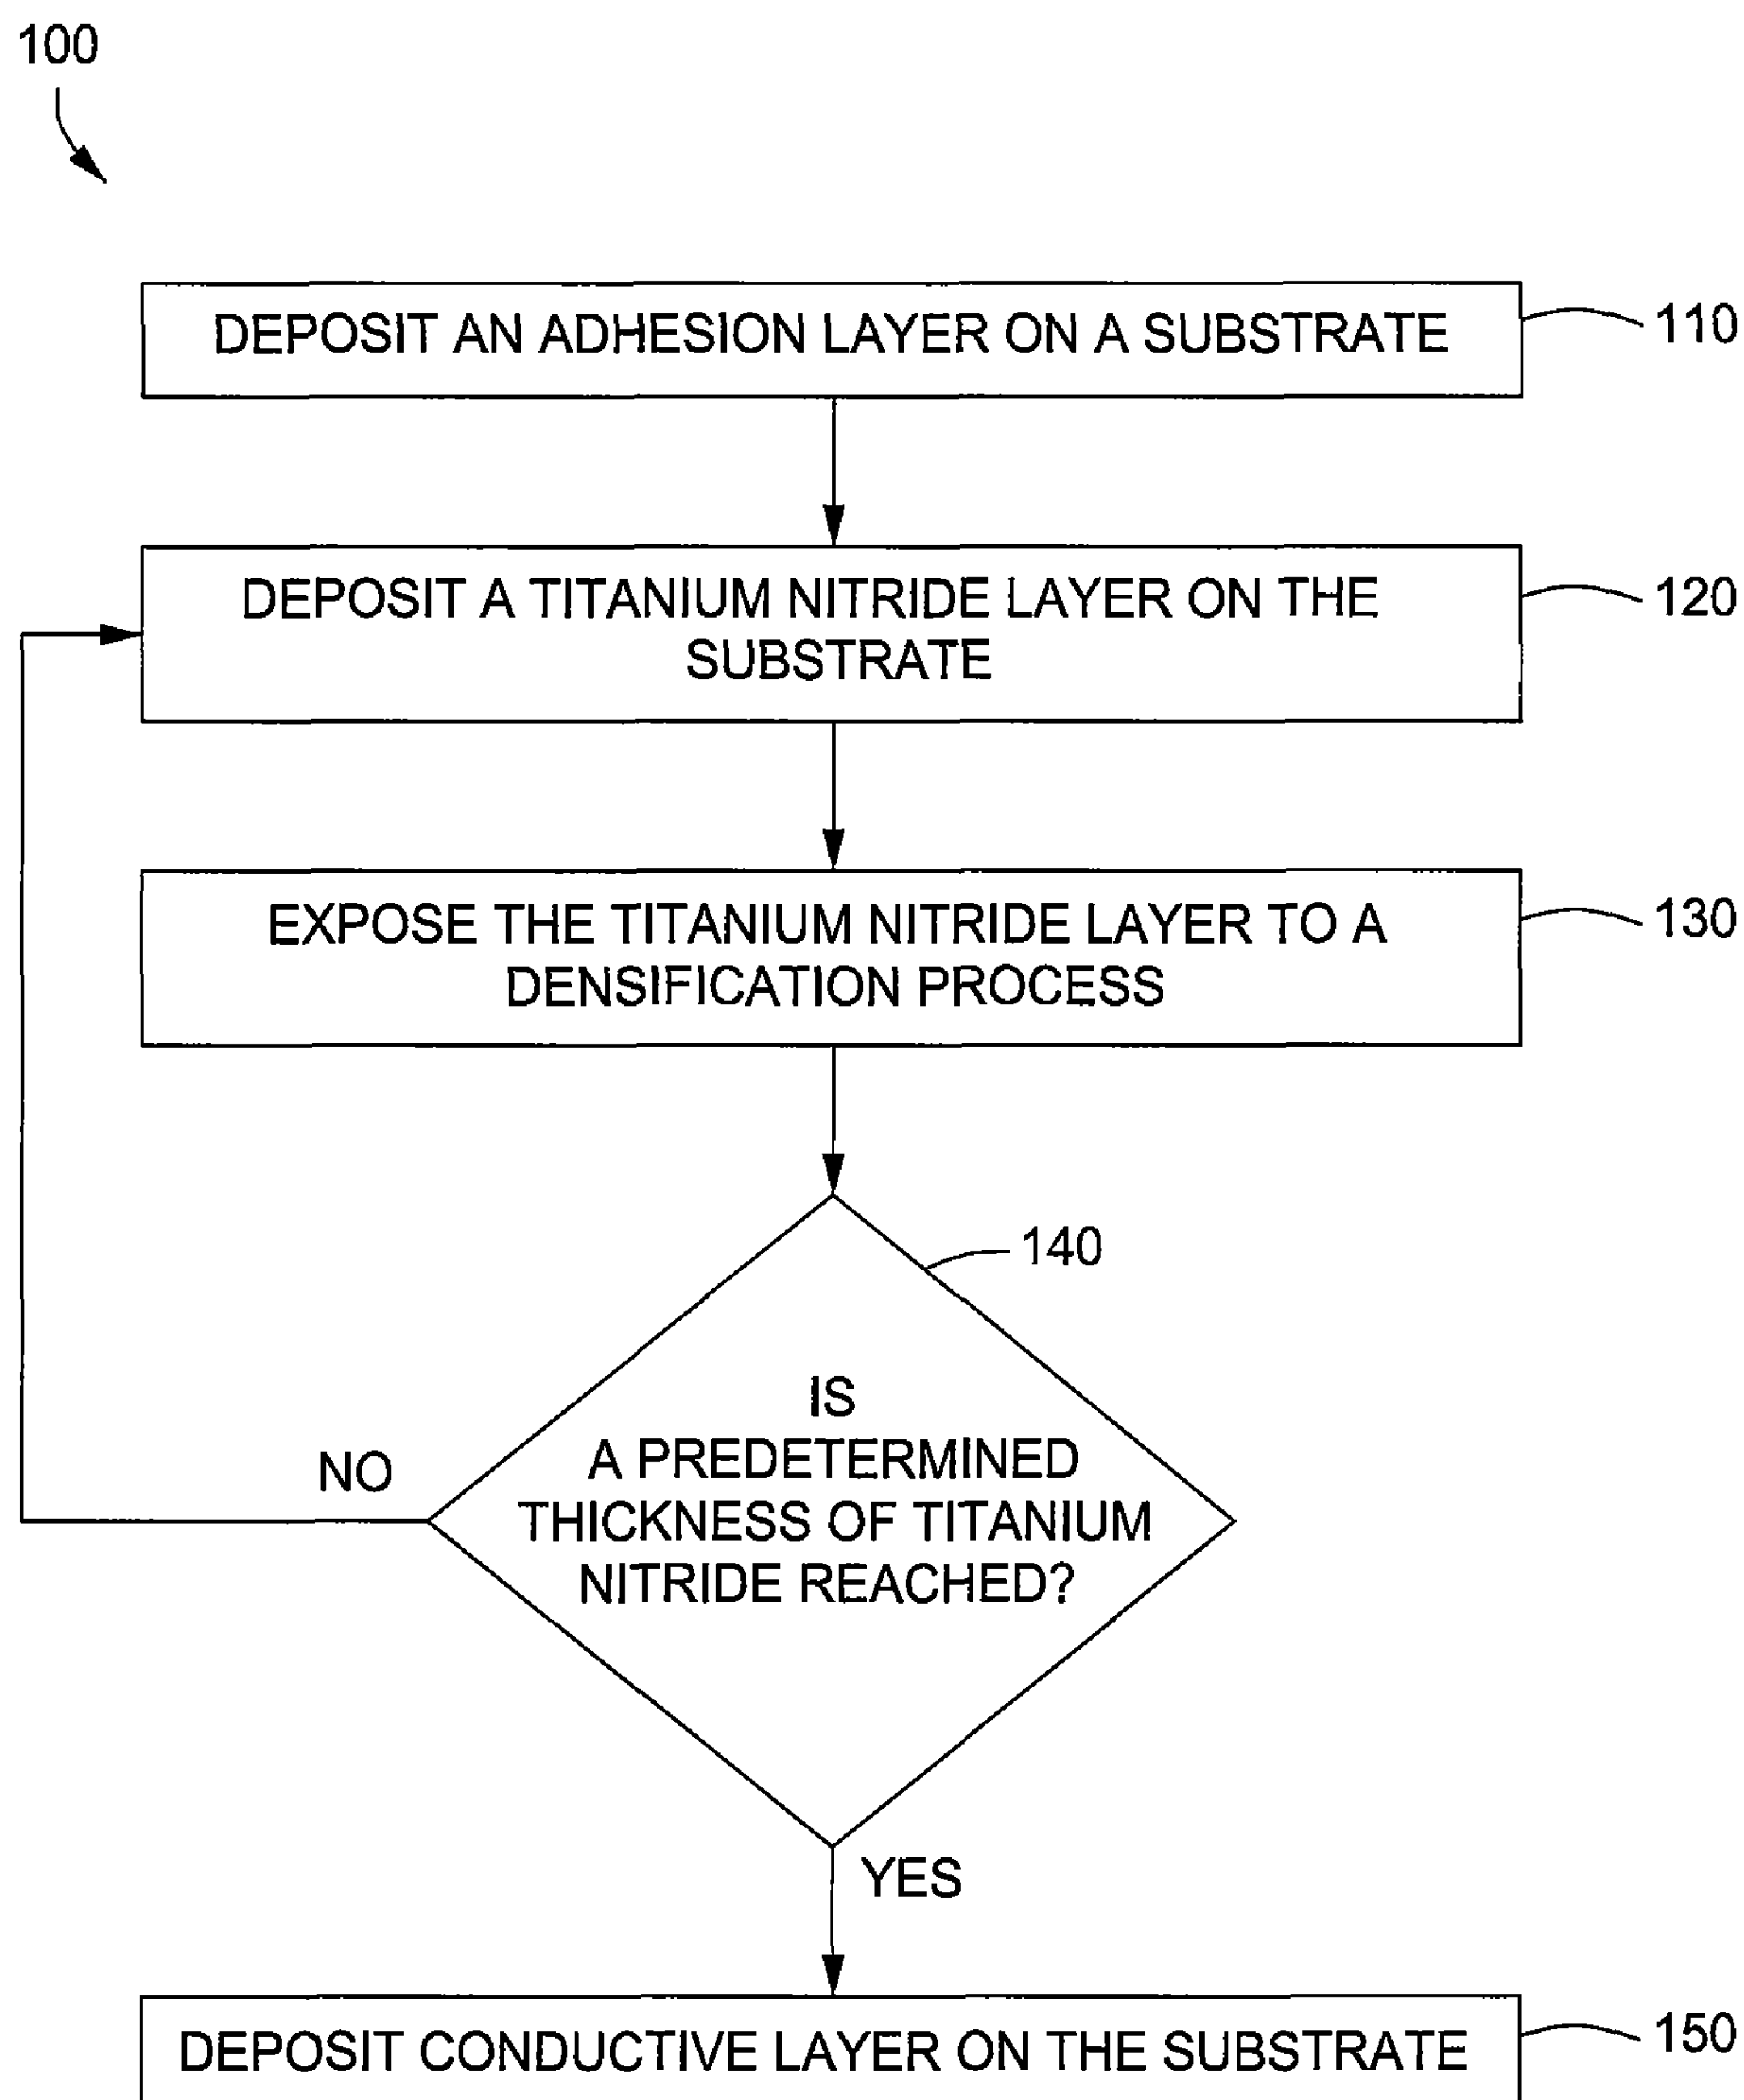 100
DEPOSIT AN ADHESION LAYER ON A SUBSTRATE
110
DEPOSIT A TITANIUM NITRIDE LAYER ON THE
SUBSTRATE
120
EXPOSE THE TITANIUM NITRIDE LAYER TO A
DENSIFICATION PROCESS
130
140
IS
A PREDETERMINED
THICKNESS OF TITANIUM
NITRIDE REACHED?
NO
YES
DEPOSIT CONDUCTIVE LAYER ON THE SUBSTRATE
150